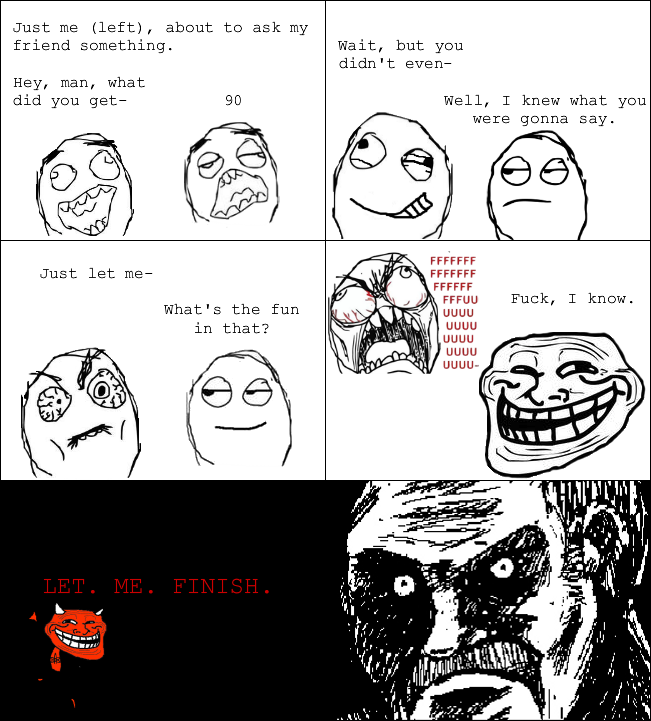 Just me (left), about to ask my
friend something.
Hey, man, what
did you get-
90
Wait, but you
didn't even-
Well, I knew what you
were gonna say.
Just let me-
What's the fun
in that?
FFFFFFF
FFFFFFF
FFFFFF
FFFUU
UUUU
UUUU
UUUU
UUUU
UUUU-
Fuck, I know.
LET. ME. FINISH.